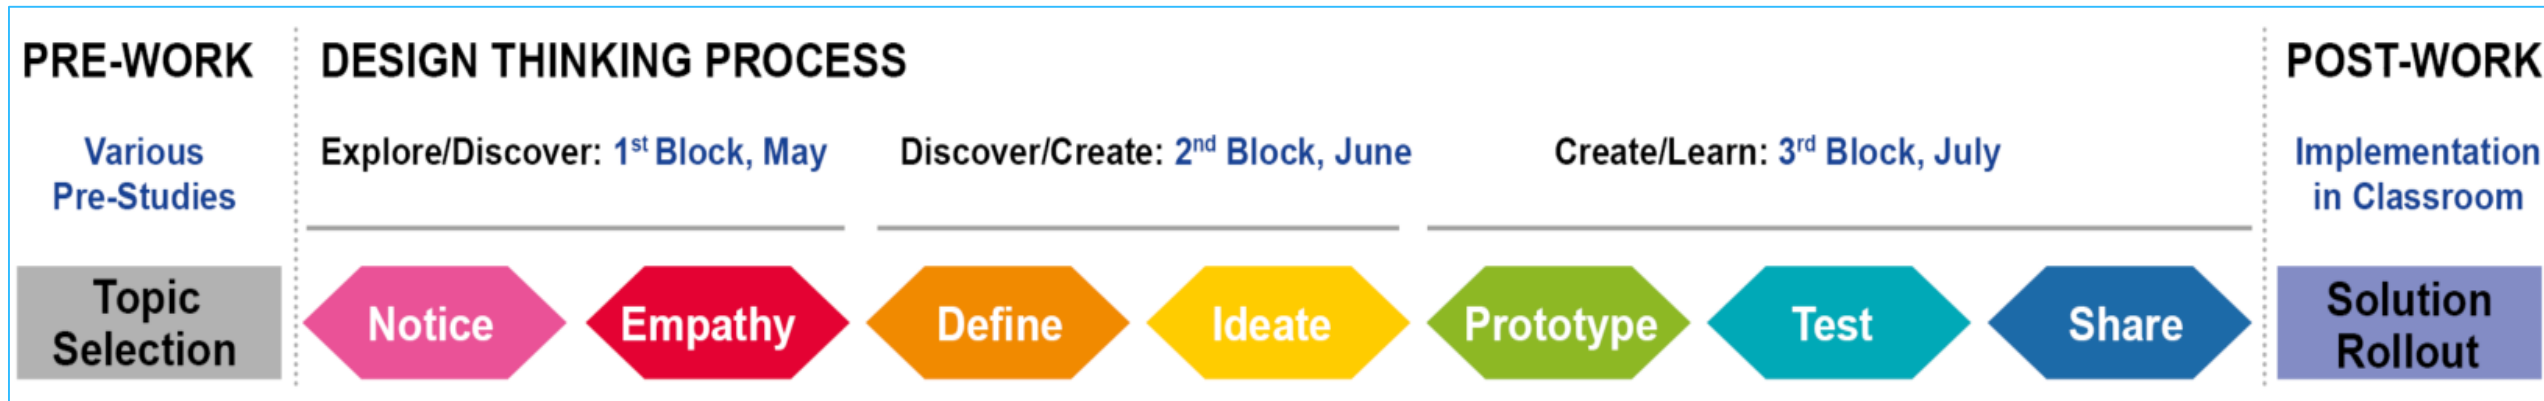 PRE-WORK
Various
Pre-Studies
Topic
Selection
DESIGN THINKING PROCESS
Explore/Discover: 1st Block, May
Discover/Create: 2nd Block, June
Create/Learn: 3rd Block, July
Notice
Empathy
Define
Ideate
Prototype
Test
Share
POST-WORK
Implementation
in Classroom
Solution
Rollout